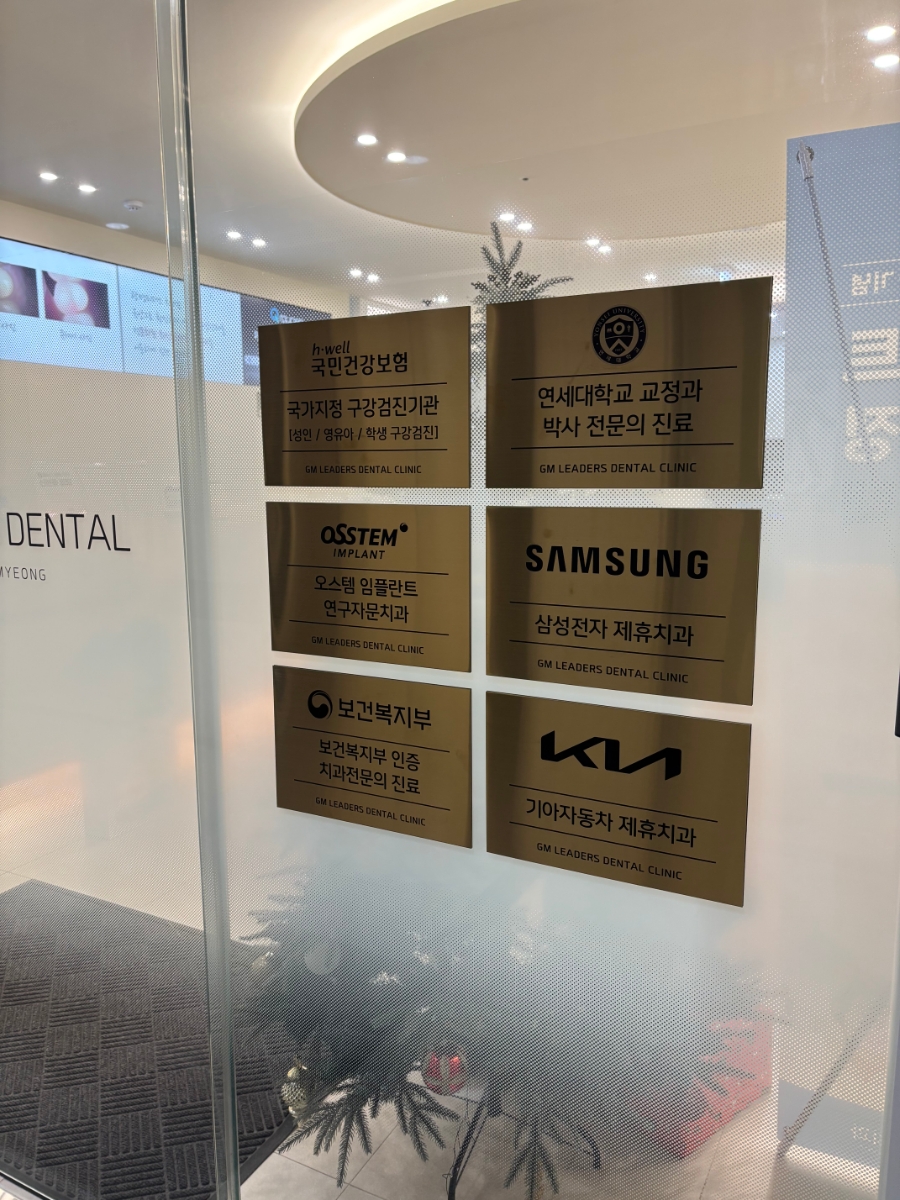 DENTAL
MYEONG
h·well
국민건강보험
국가지정 구강검진기관
[성인 / 영유아 / 학생 구강검진]
GM LEADERS DENTAL CLINIC
연세대학교 교정과
박사 전문의 진료
GM LEADERS DENTAL CLINIC
OSSTEM
IMPLANT
오스템 임플란트
연구자문치과
GM LEADERS DENTAL CLINIC
SAMSUNG
삼성전자 제휴치과
GM LEADERS DENTAL CLINIC
보건복지부
보건복지부 인증
치과전문의 진료
GM LEADERS DENTAL CLINIC
KIA
기아자동차 제휴치과
GM LEADERS DENTAL CLINIC